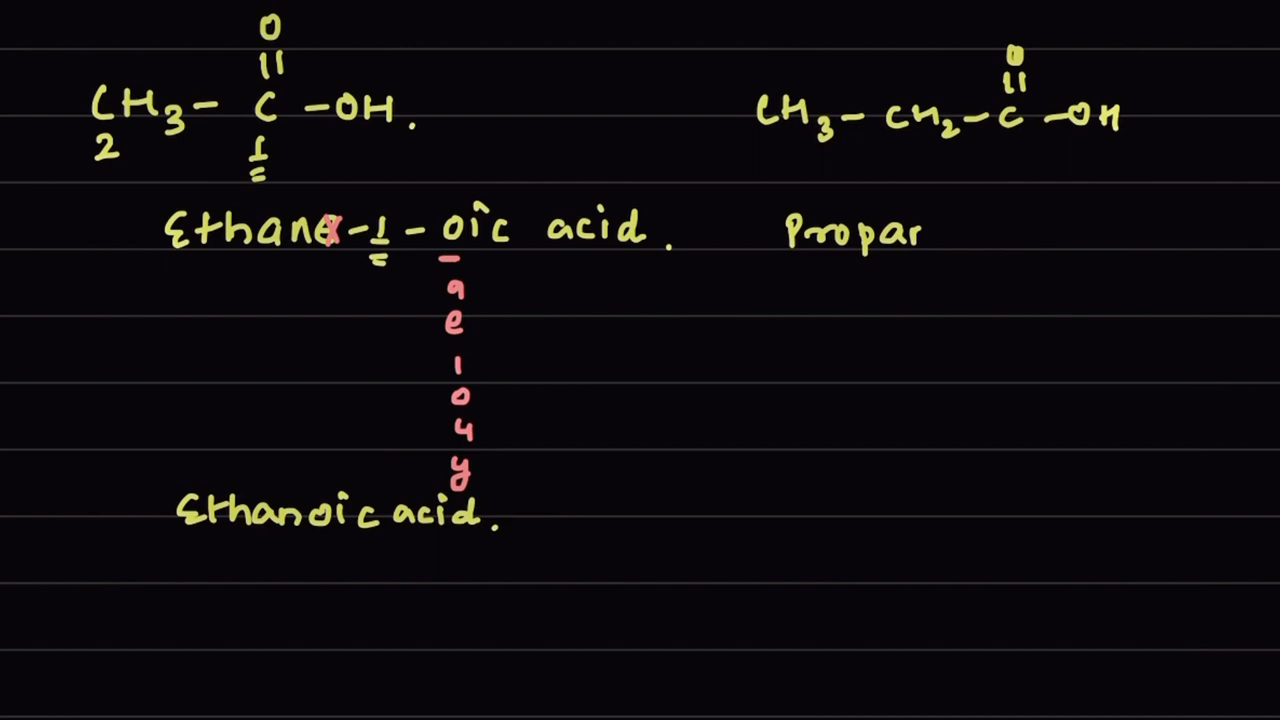 O
||
CH3 - C - OH.
2 1
Ethane - 1 - oic acid.
a
e
i
o
u
y
Ethanoic acid.
O
||
CH3 - CH2 - C - OH
Propar